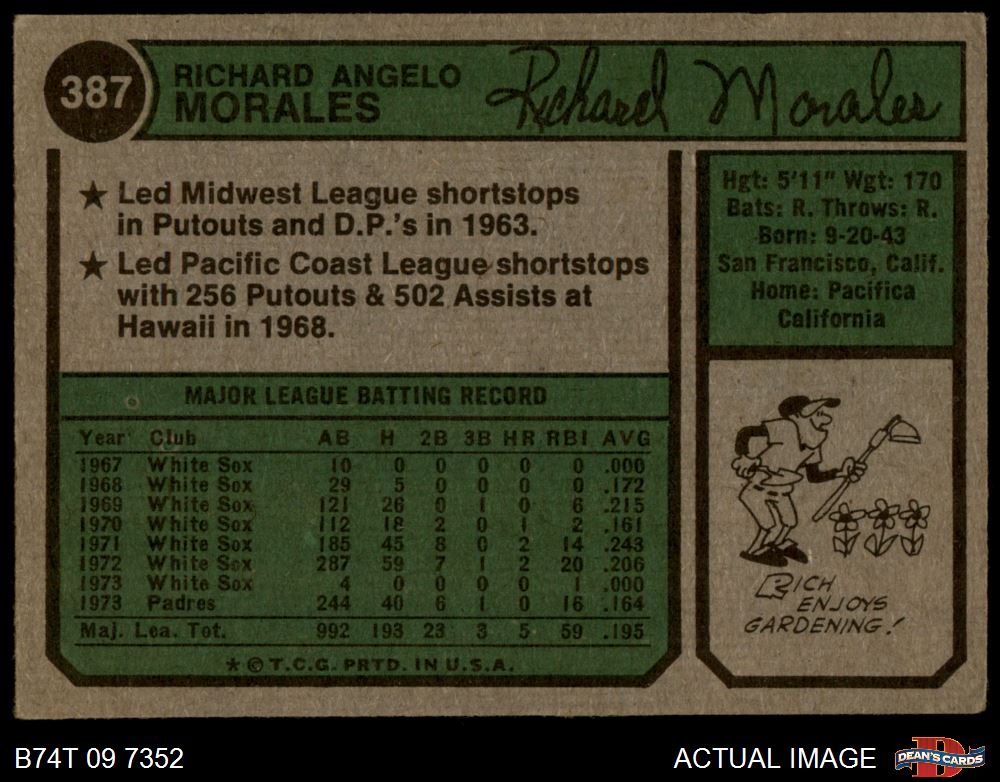 387
RICHARD ANGELO
MORALES
Richard Morales
★ Led Midwest League shortstops
in Putouts and D.P.'s in 1963.
★ Led Pacific Coast League shortstops
with 256 Putouts & 502 Assists at
Hawaii in 1968.
Hgt: 5'11" Wgt: 170
Bats: R. Throws: R.
Born: 9-20-43
San Francisco, Calif.
Home: Pacifica
California
MAJOR LEAGUE BATTING RECORD
Year Club AB H 2B 3B HR RBI AVG
1967 White Sox 10 0 0 0 0 0 .000
1968 White Sox 29 5 0 0 0 0 .172
1969 White Sox 121 26 0 1 0 6 .215
1970 White Sox 112 18 2 0 1 2 .161
1971 White Sox 185 45 8 0 2 14 .243
1972 White Sox 287 59 7 1 2 20 .206
1973 White Sox 4 0 0 0 0 1 .000
1973 Padres 244 40 6 1 0 16 .164
Maj. Lea. Tot. 992 193 23 3 5 59 .195
★ © T.C.G. PRTD. IN U.S.A.
RICH
ENJOYS
GARDENING!
B74T 09 7352
ACTUAL IMAGE
D
DEAN'S CARDS